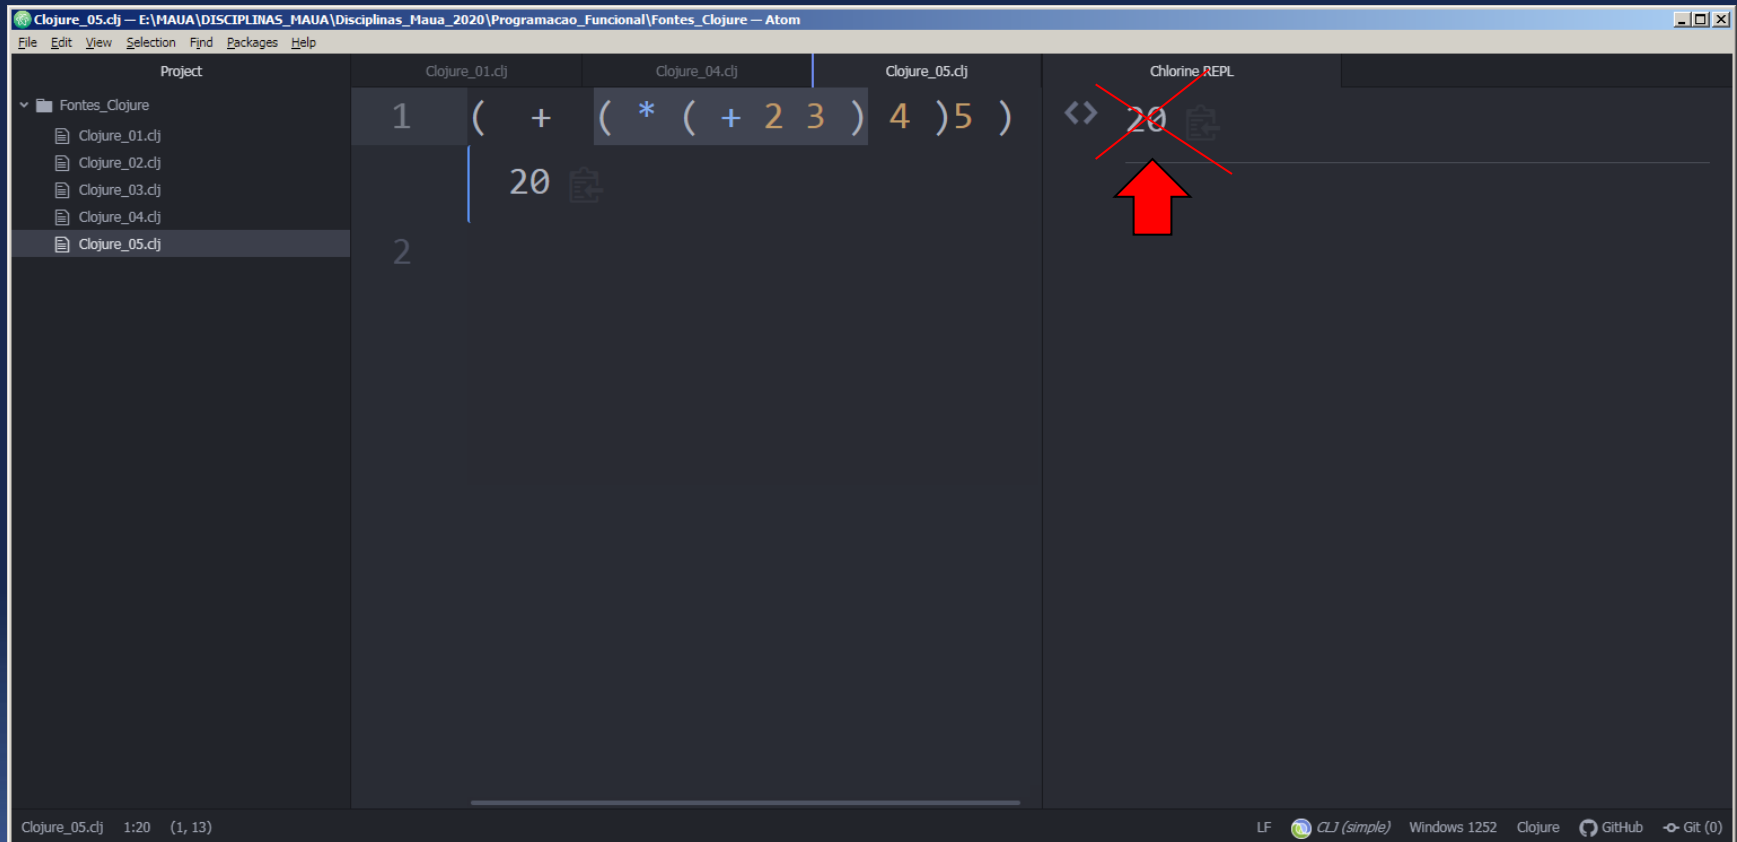 Clojure_05.clj — E:\MAUA\DISCIPLINAS_MAUA\Disciplinas_Maua_2020\Programacao_Funcional\Fontes_Clojure — Atom
File Edit View Selection Find Packages Help
Project
Fontes_Clojure
Clojure_01.clj
Clojure_02.clj
Clojure_03.clj
Clojure_04.clj
Clojure_05.clj
Clojure_01.clj Clojure_04.clj Clojure_05.clj
1 ( + ( * ( + 2 3 ) 4 )5 )
20
2
Chlorine REPL
<> 20
Clojure_05.clj 1:20 (1, 13)
LF CLJ (simple) Windows 1252 Clojure GitHub Git (0)